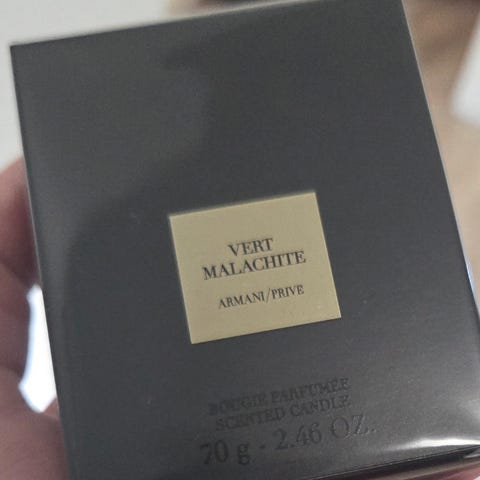 VERT
MALACHITE
ARMANI/PRIVE
BOUGIE PARFUMÉE
SCENTED CANDLE
70 g - 2.46 OZ.